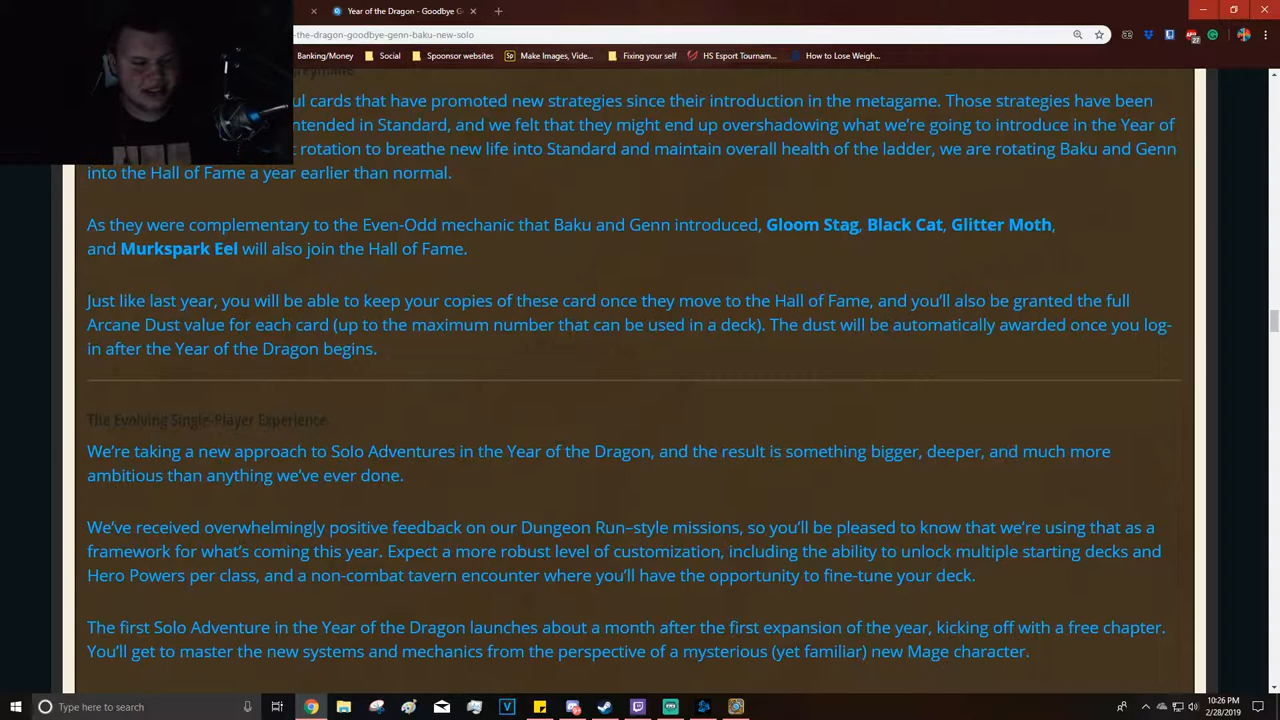 Year of the Dragon - Goodbye G
-the-dragon-goodbye-genn-baku-new-solo
Banking/Money Social Spoonsor websites Make Images, Vide... Fixing your self HS Esport Tournam... How to Lose Weigh...
ul cards that have promoted new strategies since their introduction in the metagame. Those strategies have been
ntended in Standard, and we felt that they might end up overshadowing what we're going to introduce in the Year of
rotation to breathe new life into Standard and maintain overall health of the ladder, we are rotating Baku and Genn
into the Hall of Fame a year earlier than normal.
As they were complementary to the Even-Odd mechanic that Baku and Genn introduced, Gloom Stag, Black Cat, Glitter Moth,
and Murkspark Eel will also join the Hall of Fame.
Just like last year, you will be able to keep your copies of these card once they move to the Hall of Fame, and you'll also be granted the full
Arcane Dust value for each card (up to the maximum number that can be used in a deck). The dust will be automatically awarded once you log-
in after the Year of the Dragon begins.
The Evolving Single-Player Experience
We're taking a new approach to Solo Adventures in the Year of the Dragon, and the result is something bigger, deeper, and much more
ambitious than anything we've ever done.
We've received overwhelmingly positive feedback on our Dungeon Run–style missions, so you'll be pleased to know that we're using that as a
framework for what's coming this year. Expect a more robust level of customization, including the ability to unlock multiple starting decks and
Hero Powers per class, and a non-combat tavern encounter where you'll have the opportunity to fine-tune your deck.
The first Solo Adventure in the Year of the Dragon launches about a month after the first expansion of the year, kicking off with a free chapter.
You'll get to master the new systems and mechanics from the perspective of a mysterious (yet familiar) new Mage character.
Type here to search
10:26 PM
2/28/2019